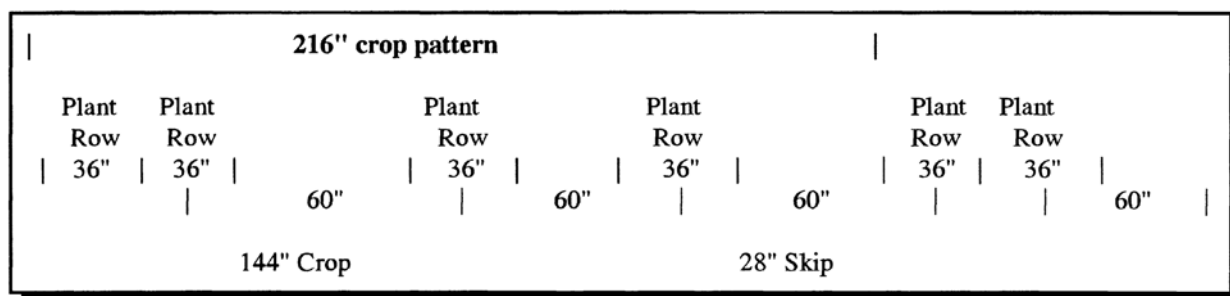 216" crop pattern
Plant Plant Plant Plant Plant Plant
Row Row Row Row Row Row
| 36" | 36" | | 36" | | 36" | | 36" | 36" |
| 60" | 60" | 60" | | 60" |
144" Crop 28" Skip